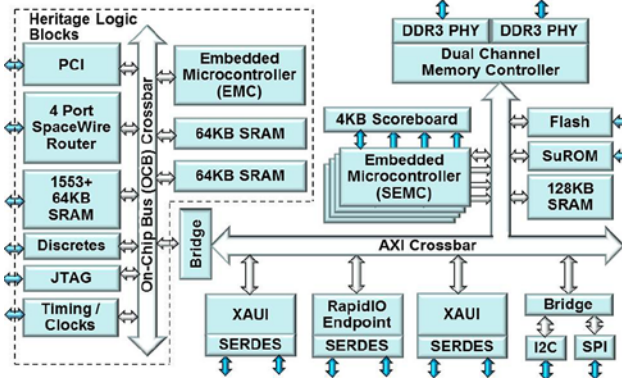 Heritage Logic
Blocks
PCI
4 Port
SpaceWire
Router
1553+
64KB
SRAM
Discretes
JTAG
Timing /
Clocks
On-Chip Bus (OCB) Crossbar
Embedded
Microcontroller
(EMC)
64KB SRAM
64KB SRAM
Bridge
DDR3 PHY
DDR3 PHY
Dual Channel
Memory Controller
4KB Scoreboard
Embedded
Microcontroller
(SEMC)
Flash
SuROM
128KB
SRAM
AXI Crossbar
XAUI
SERDES
RapidIO
Endpoint
SERDES
XAUI
SERDES
Bridge
I2C
SPI